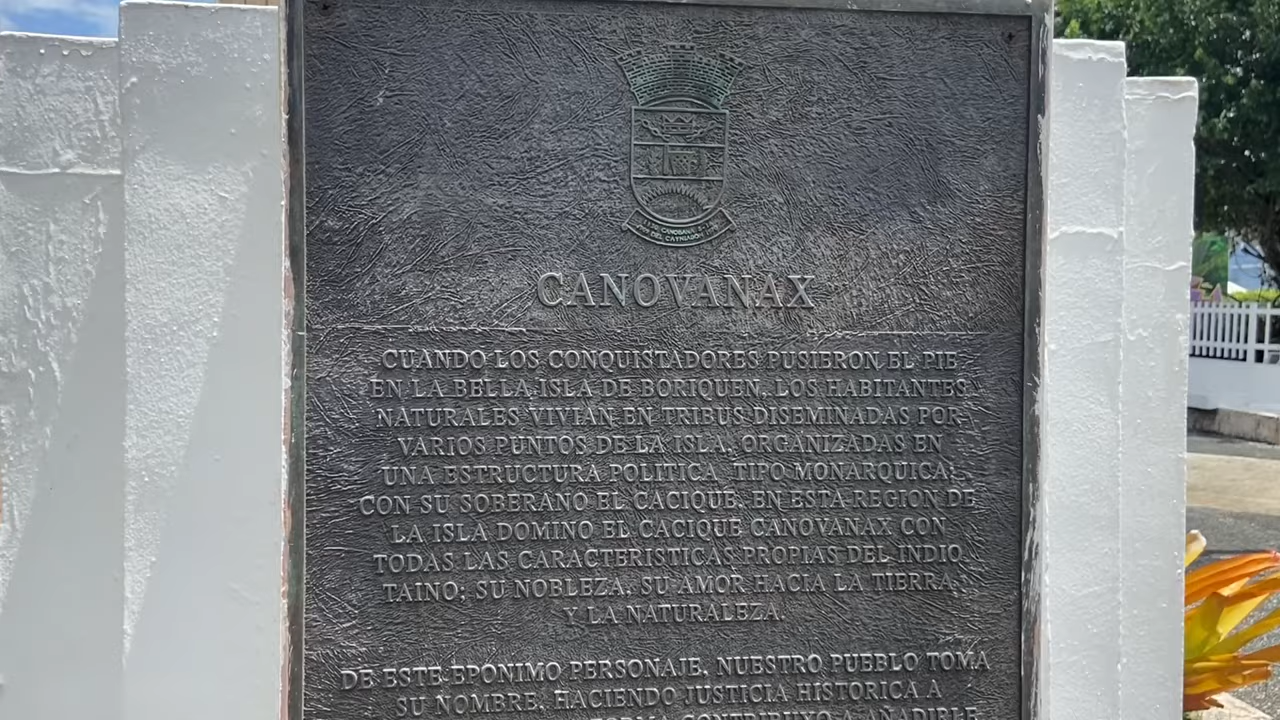 CANOVANAX
CUANDO LOS CONQUISTADORES PUSIERON EL PIE
EN LA BELLA ISLA DE BORIQUEN, LOS HABITANTES
NATURALES VIVIAN EN TRIBUS DISEMINADAS POR
VARIOS PUNTOS DE LA ISLA, ORGANIZADAS EN
UNA ESTRUCTURA POLITICA TIPO MONARQUICA;
CON SU SOBERANO EL CACIQUE. EN ESTA REGION DE
LA ISLA DOMINO EL CACIQUE CANOVANAX CON
TODAS LAS CARACTERISTICAS PROPIAS DEL INDIO
TAINO; SU NOBLEZA, SU AMOR HACIA LA TIERRA,
Y LA NATURALEZA.
DE ESTE EPONIMO PERSONAJE, NUESTRO PUEBLO TOMA
SU NOMBRE, HACIENDO JUSTICIA HISTORICA A
FORMA CONTRIBUYO A AÑADIRLE